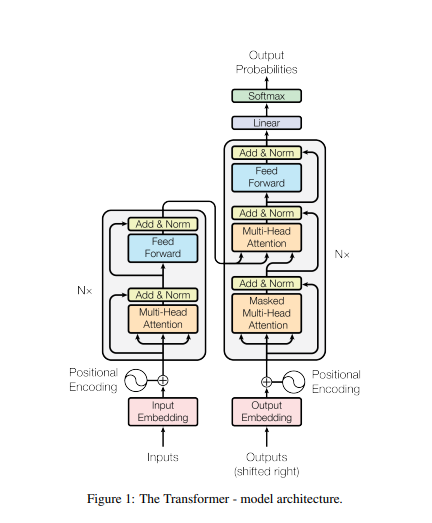 Output
Probabilities
Softmax
Linear
Add & Norm
Feed
Forward
Add & Norm
Multi-Head
Attention
Add & Norm
Masked
Multi-Head
Attention
N×
Add & Norm
Feed
Forward
Add & Norm
Multi-Head
Attention
N×
Positional
Encoding
Positional
Encoding
Input
Embedding
Output
Embedding
Inputs
Outputs
(shifted right)
Figure 1: The Transformer - model architecture.